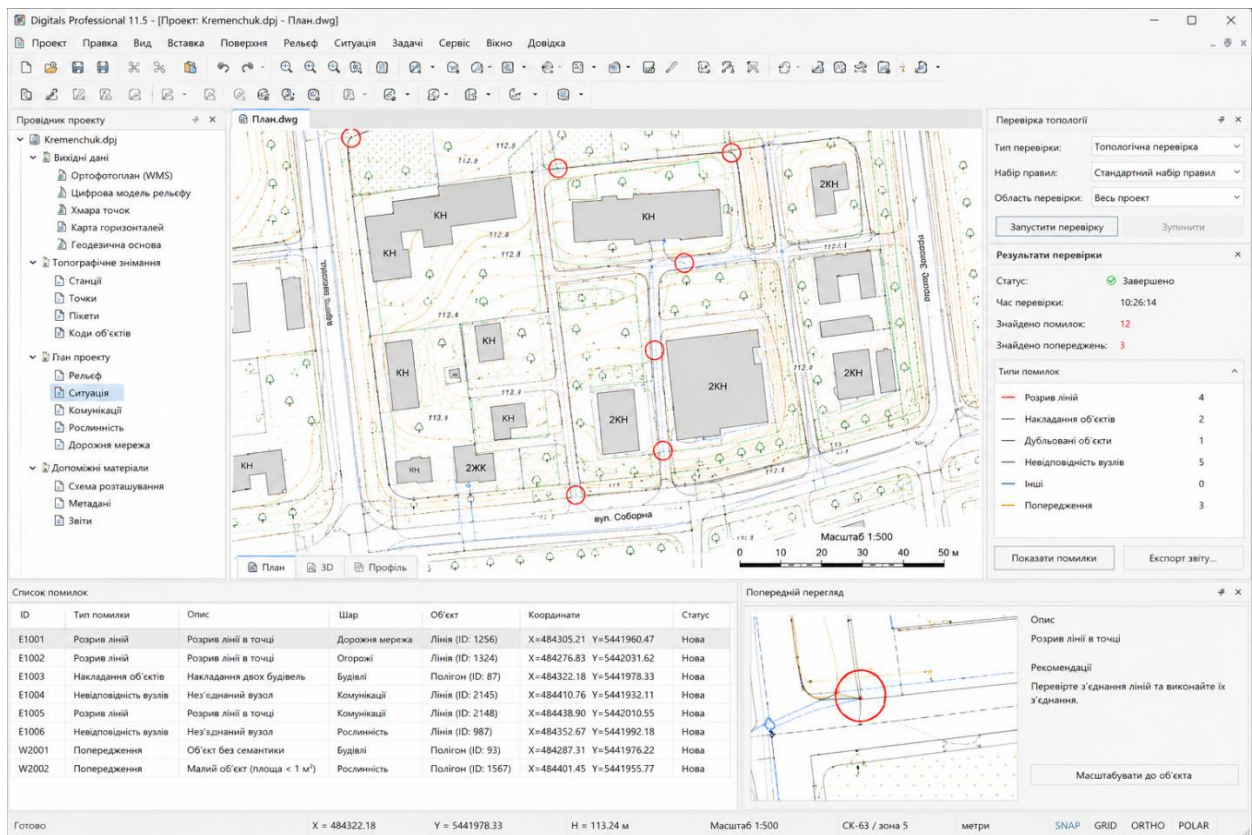 Digitals Professional 11.5 - [Проект: Kremenchuk.dpj - План.dwg]
Проект Правка Вид Вставка Поверхня Рельєф Ситуація Задачі Сервіс Вікно Довідка
Провідник проекту
Kremenchuk.dpj
Вихідні дані
Ортофотоплан (WMS)
Цифрова модель рельєфу
Хмара точок
Карта горизонталей
Геодезична основа
Топографічне знімання
Станції
Точки
Пікети
Коди об'єктів
План проекту
Рельєф
Ситуація
Комунікації
Рослинність
Дорожня мережа
Допоміжні матеріали
Схема розташування
Метадані
Звіти
План.dwg
112.8
КН
112.8
КН
2КН
КН
112.8
112.4
КН
КН
2КН
2КН
113.4
КН
112.4
2КН
КН
КН
2ЖК
112.8
вул. Соборна
Масштаб 1:500
0 10 20 30 40 50 м
План 3D Профіль
Перевірка топології
Тип перевірки: Топологічна перевірка
Набір правил: Стандартний набір правил
Область перевірки: Весь проект
Запустити перевірку Зупинити
Результати перевірки
Статус: Завершено
Час перевірки: 10:26:14
Знайдено помилок: 12
Знайдено попереджень: 3
Типи помилок
Розрив ліній 4
Накладання об'єктів 2
Дубльовані об'єкти 1
Невідповідність вузлів 5
Інші 0
Попередження 3
Показати помилки Експорт звіту...
Список помилок
ID Тип помилки Опис Шар Об'єкт Координати Статус
E1001 Розрив ліній Розрив лінії в точці Дорожня мережа Лінія (ID: 1256) X=484305.21 Y=5441960.47 Нова
E1002 Розрив ліній Розрив лінії в точці Огорожі Лінія (ID: 1324) X=484276.83 Y=5442031.62 Нова
E1003 Накладання об'єктів Накладання двох будівель Будівлі Полігон (ID: 87) X=484322.18 Y=5441978.33 Нова
E1004 Невідповідність вузлів Нез'єднаний вузол Комунікації Лінія (ID: 2145) X=484410.76 Y=5441932.11 Нова
E1005 Розрив ліній Розрив лінії в точці Комунікації Лінія (ID: 2148) X=484438.90 Y=5442010.55 Нова
E1006 Невідповідність вузлів Нез'єднаний вузол Рослинність Лінія (ID: 987) X=484352.67 Y=5441992.18 Нова
W2001 Попередження Об'єкт без семантики Будівлі Полігон (ID: 93) X=484287.31 Y=5441976.22 Нова
W2002 Попередження Малий об'єкт (площа < 1 м²) Рослинність Полігон (ID: 1567) X=484401.45 Y=5441955.77 Нова
Попередній перегляд
Опис
Розрив лінії в точці
Рекомендації
Перевірте з'єднання ліній та виконайте їх
з'єднання.
Масштабувати до об'єкта
Готово X = 484322.18 Y = 5441978.33 H = 113.24 м Масштаб 1:500 СК-63 / зона 5 метри SNAP GRID ORTHO POLAR